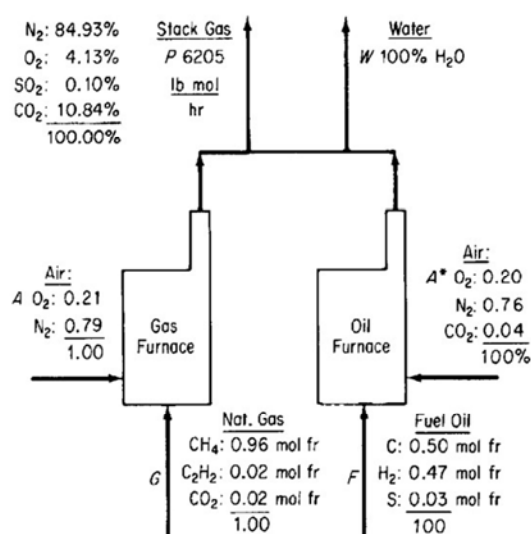 N₂: 84.93%
O₂: 4.13%
SO₂: 0.10%
CO₂: 10.84%
100.00%
Stack Gas
P 6205
lb mol
hr
Water
W 100% H₂O
Air:
A O₂: 0.21
N₂: 0.79
1.00
Gas
Furnace
Oil
Furnace
Air:
A* O₂: 0.20
N₂: 0.76
CO₂: 0.04
100%
G
Nat. Gas
CH₄: 0.96 mol fr
C₂H₂: 0.02 mol fr
CO₂: 0.02 mol fr
1.00
F
Fuel Oil
C: 0.50 mol fr
H₂: 0.47 mol fr
S: 0.03 mol fr
100